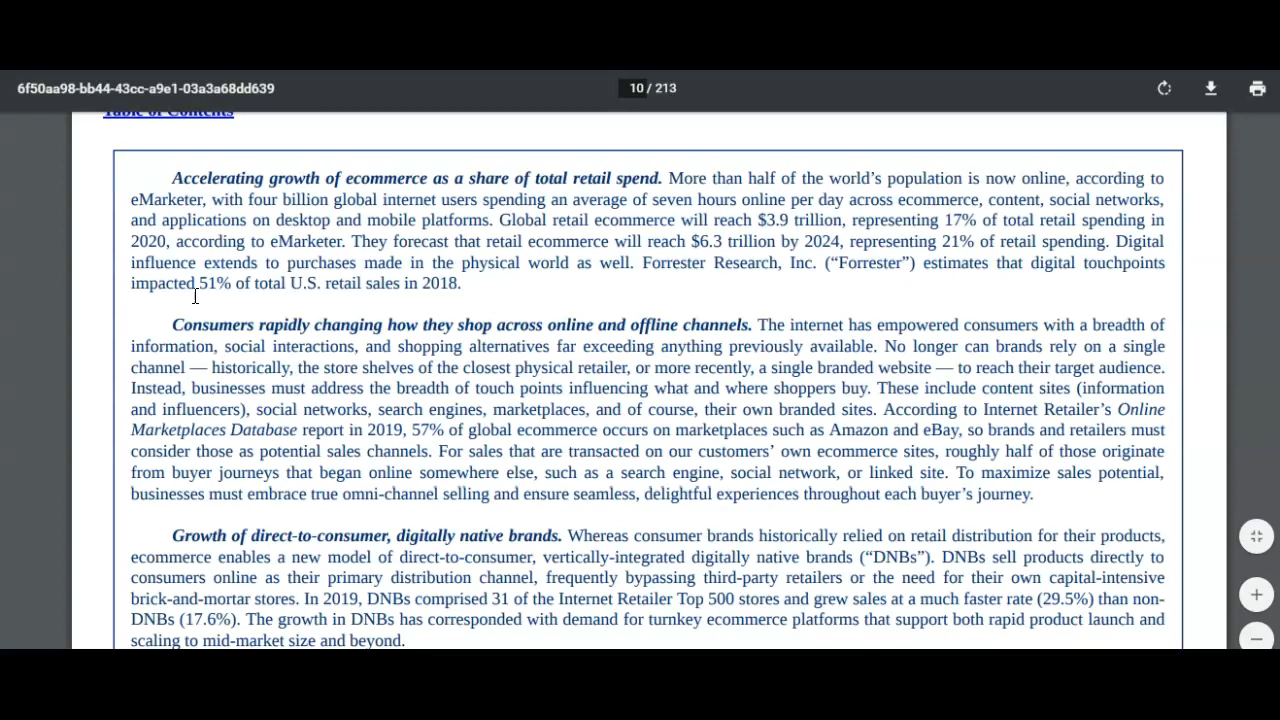 6f50aa98-bb44-43cc-a9e1-03a3a68dd639
10 / 213
Table of Contents
Accelerating growth of ecommerce as a share of total retail spend. More than half of the world’s population is now online, according to
eMarketer, with four billion global internet users spending an average of seven hours online per day across ecommerce, content, social networks,
and applications on desktop and mobile platforms. Global retail ecommerce will reach $3.9 trillion, representing 17% of total retail spending in
2020, according to eMarketer. They forecast that retail ecommerce will reach $6.3 trillion by 2024, representing 21% of retail spending. Digital
influence extends to purchases made in the physical world as well. Forrester Research, Inc. (“Forrester”) estimates that digital touchpoints
impacted 51% of total U.S. retail sales in 2018.
Consumers rapidly changing how they shop across online and offline channels. The internet has empowered consumers with a breadth of
information, social interactions, and shopping alternatives far exceeding anything previously available. No longer can brands rely on a single
channel — historically, the store shelves of the closest physical retailer, or more recently, a single branded website — to reach their target audience.
Instead, businesses must address the breadth of touch points influencing what and where shoppers buy. These include content sites (information
and influencers), social networks, search engines, marketplaces, and of course, their own branded sites. According to Internet Retailer’s Online
Marketplaces Database report in 2019, 57% of global ecommerce occurs on marketplaces such as Amazon and eBay, so brands and retailers must
consider those as potential sales channels. For sales that are transacted on our customers’ own ecommerce sites, roughly half of those originate
from buyer journeys that began online somewhere else, such as a search engine, social network, or linked site. To maximize sales potential,
businesses must embrace true omni-channel selling and ensure seamless, delightful experiences throughout each buyer’s journey.
Growth of direct-to-consumer, digitally native brands. Whereas consumer brands historically relied on retail distribution for their products,
ecommerce enables a new model of direct-to-consumer, vertically-integrated digitally native brands (“DNBs”). DNBs sell products directly to
consumers online as their primary distribution channel, frequently bypassing third-party retailers or the need for their own capital-intensive
brick-and-mortar stores. In 2019, DNBs comprised 31 of the Internet Retailer Top 500 stores and grew sales at a much faster rate (29.5%) than non-
DNBs (17.6%). The growth in DNBs has corresponded with demand for turnkey ecommerce platforms that support both rapid product launch and
scaling to mid-market size and beyond.